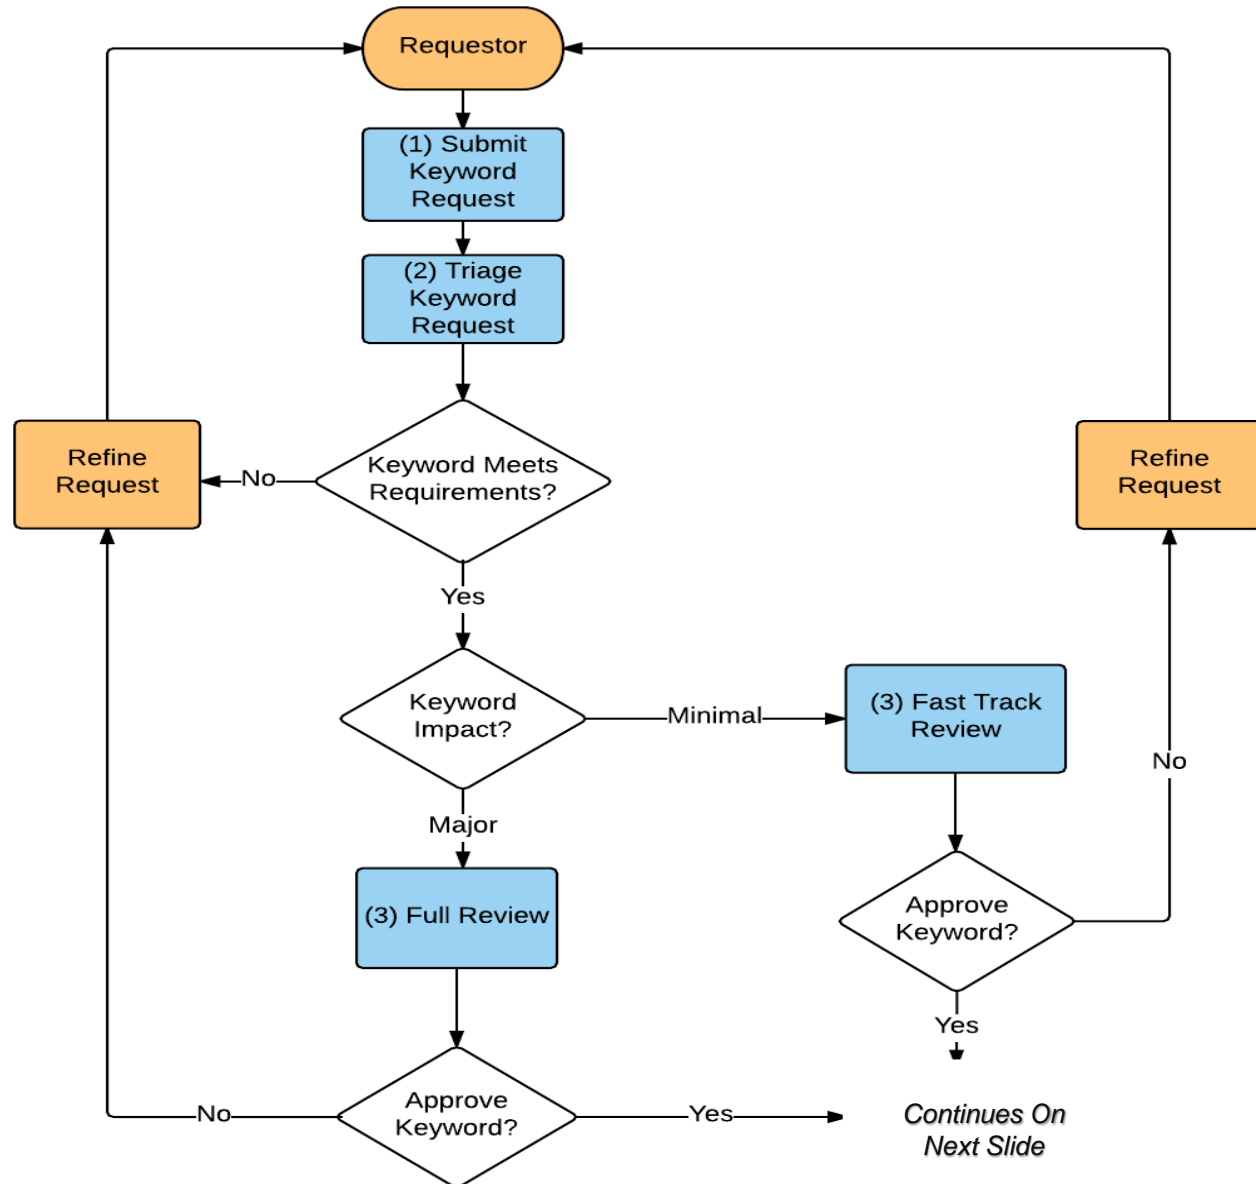 Requestor
(1) Submit
Keyword
Request
(2) Triage
Keyword
Request
Keyword Meets
Requirements?
No
Refine
Request
Refine
Request
Yes
Keyword
Impact?
Minimal
(3) Fast Track
Review
No
Major
(3) Full Review
Approve
Keyword?
Yes
Approve
Keyword?
No
Yes
Continues On
Next Slide